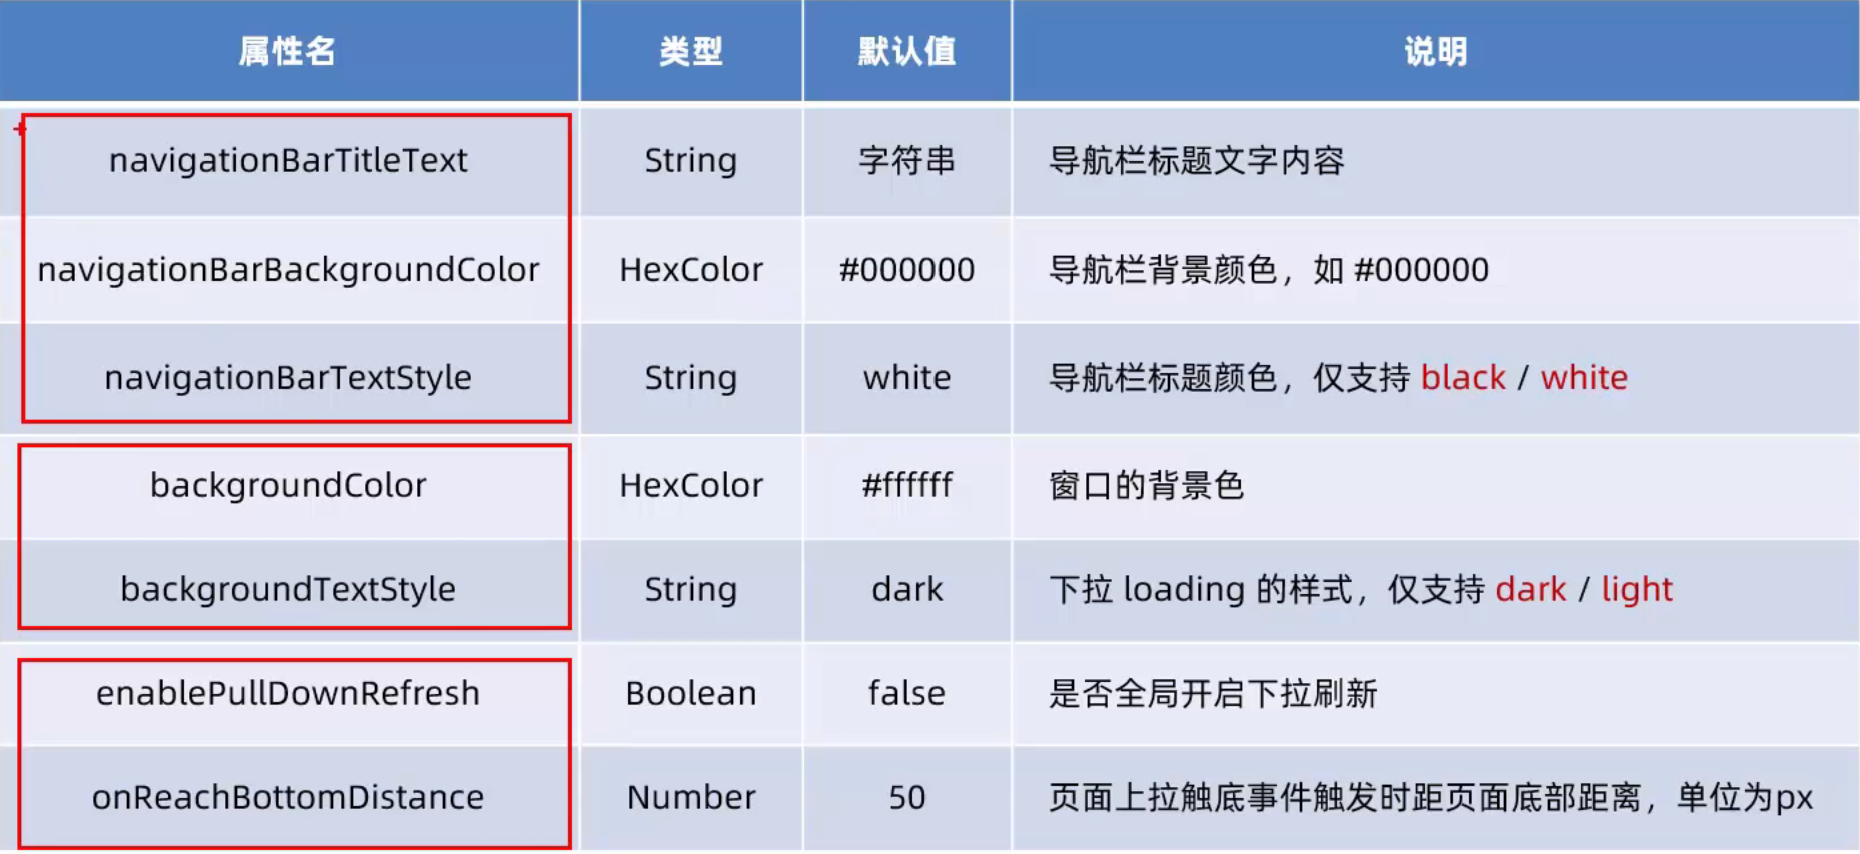 属性名 类型 默认值 说明
navigationBarTitleText String 字符串 导航栏标题文字内容
navigationBarBackgroundColor HexColor #000000 导航栏背景颜色，如 #000000
navigationBarTextStyle String white 导航栏标题颜色，仅支持 black / white
backgroundColor HexColor #ffffff 窗口的背景色
backgroundTextStyle String dark 下拉 loading 的样式，仅支持 dark / light
enablePullDownRefresh Boolean false 是否全局开启下拉刷新
onReachBottomDistance Number 50 页面上拉触底事件触发时距页面底部距离，单位为px